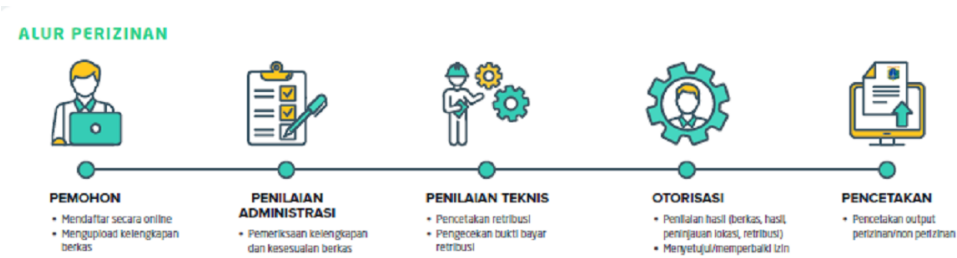 ALUR PERIZINAN
PEMOHON
• Mendaftar secara online
• Mengupload kelengkapan
berkas
PENILAIAN
ADMINISTRASI
• Pemeriksaan kelengkapan
dan kesesuaian berkas
PENILAIAN TEKNIS
• Pencetakan retribusi
• Pengecekan bukti bayar
retribusi
OTORISASI
• Penilaian hasil (berkas, hasil,
peninjauan lokasi, retribusi)
• Menyetujui/memperbaiki izin
PENCETAKAN
• Pencetakan output
perizinan/non perizinan